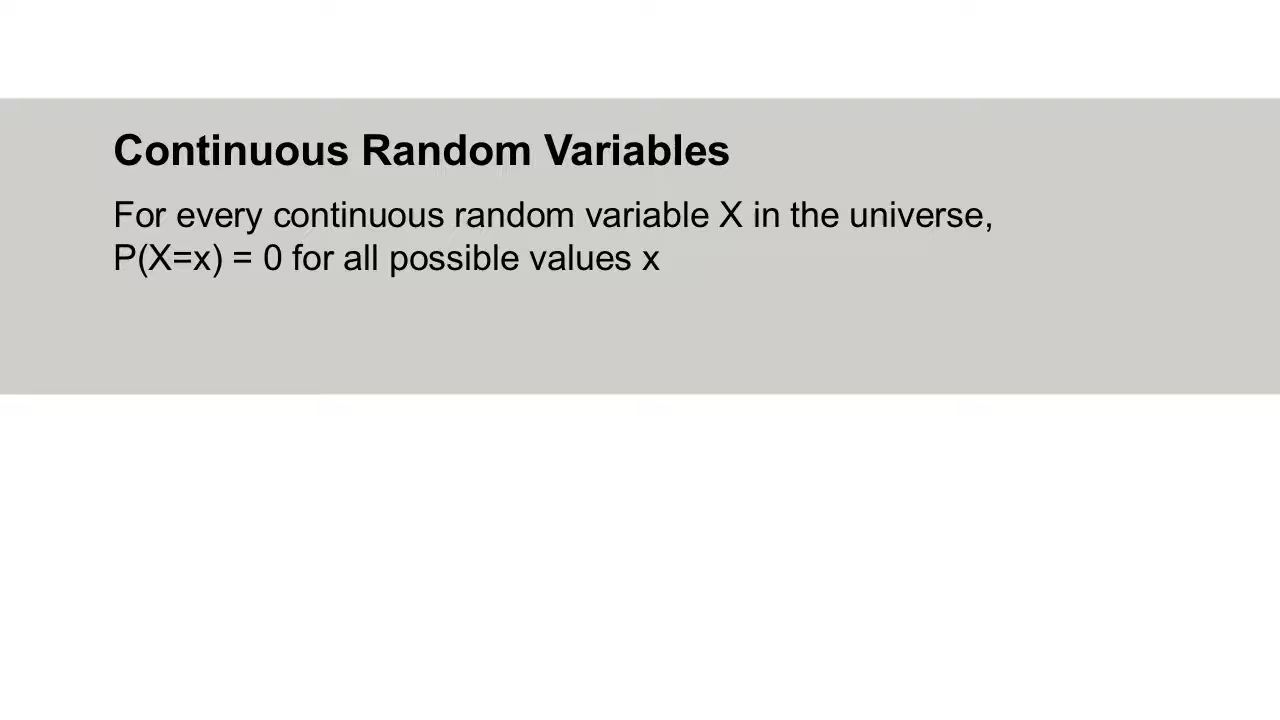 Continuous Random Variables
For every continuous random variable X in the universe,
P(X=x) = 0 for all possible values x